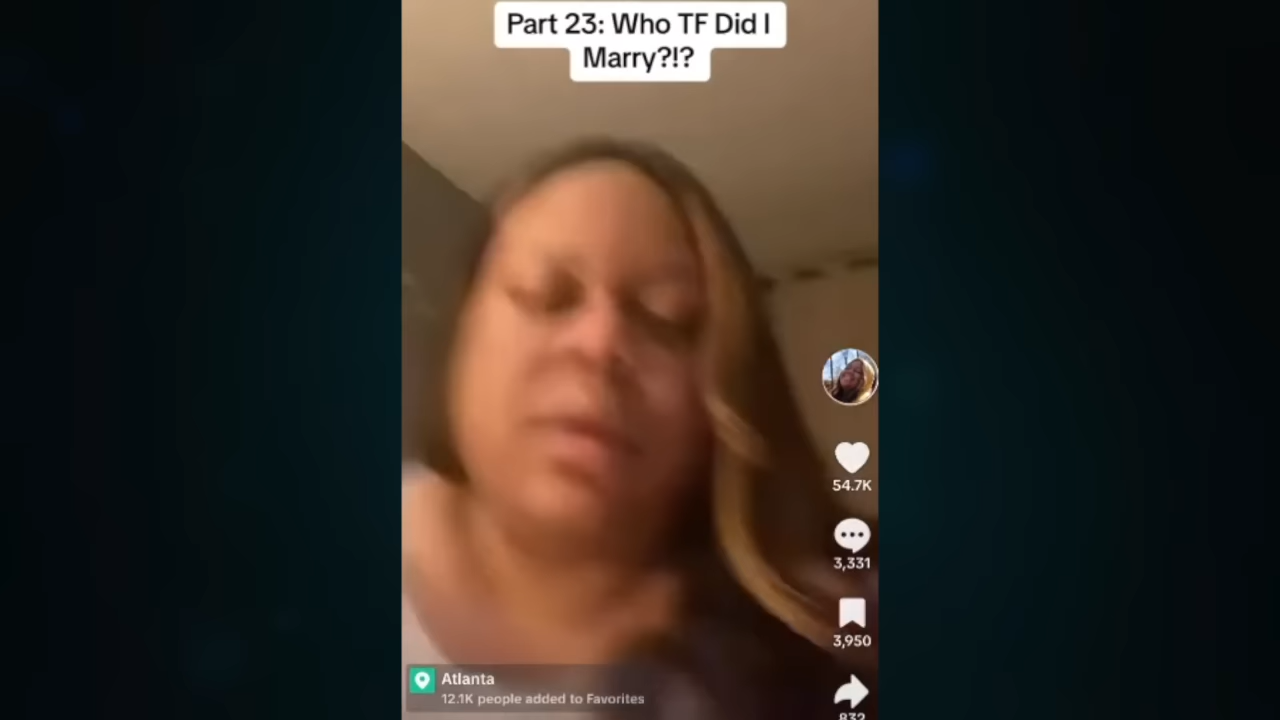 Part 23: Who TF Did I
Marry?!?
54.7K
3,331
3,950
Atlanta
12.1K people added to Favorites
832